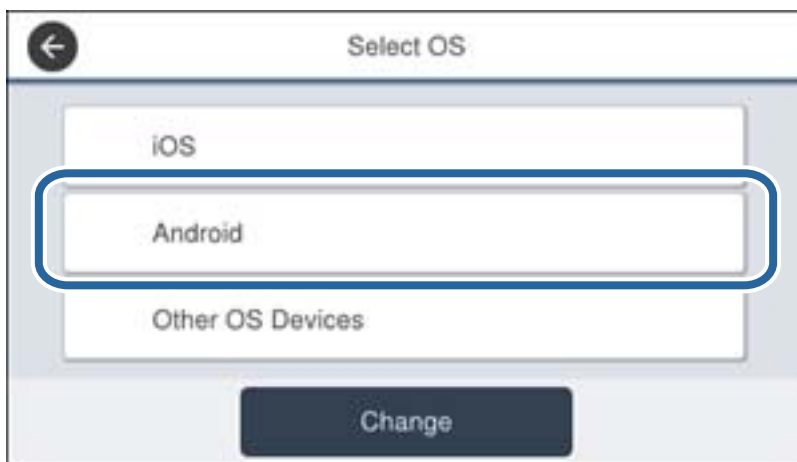 Select OS
iOS
Android
Other OS Devices
Change